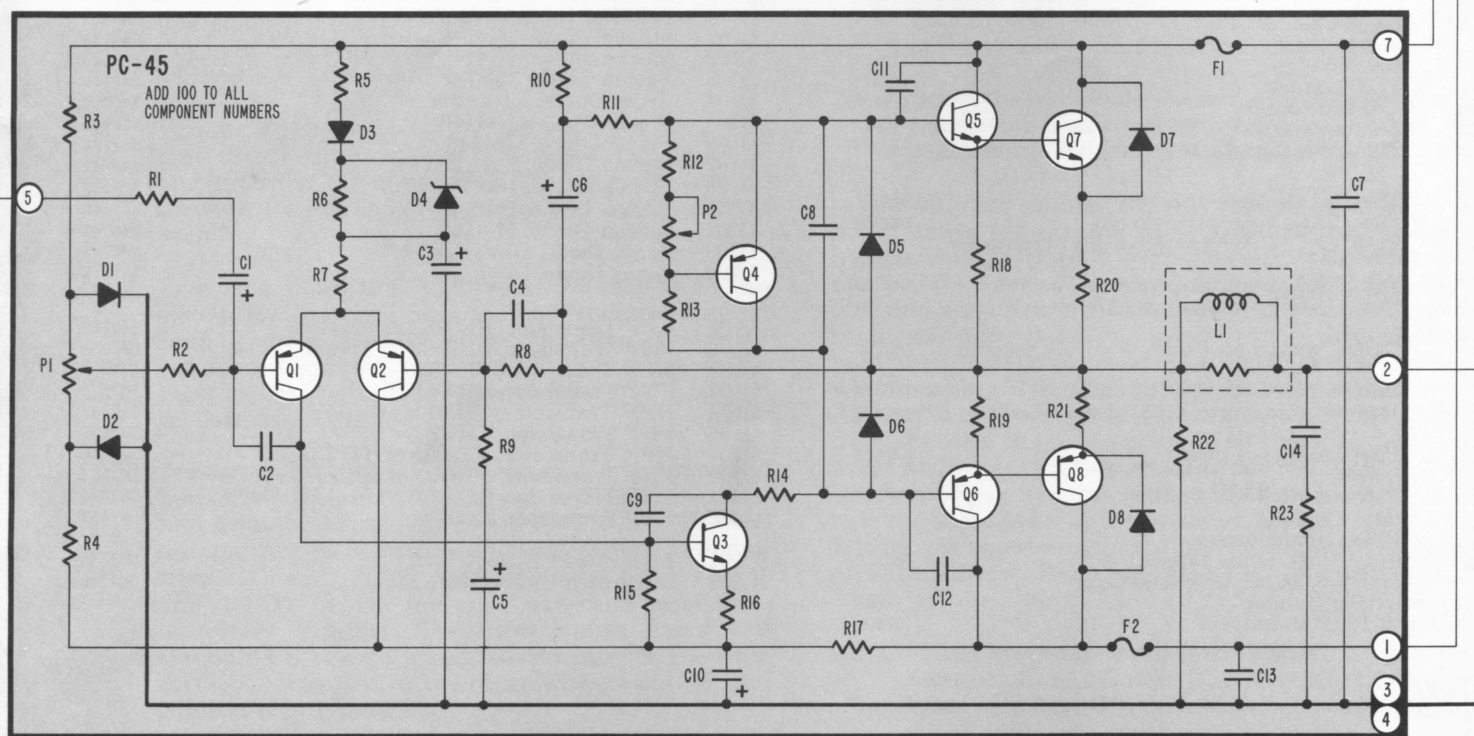 PC-45
ADD 100 TO ALL
COMPONENT NUMBERS
R3
R5
R10
C11
F1
7
D3
R11
Q5
Q7
D7
R1
5
R6
D4
C6
R12
P2
C8
C7
D1
C1
+
R7
C3
+
+
C4
Q4
R13
D5
R18
R20
L1
P1
R2
Q1
Q2
R8
2
D2
C2
R9
D6
R19
R21
R22
C14
R14
Q6
Q8
D8
R23
R4
C9
Q3
C5
+
R15
R16
C12
R17
F2
1
C10
+
C13
3
4